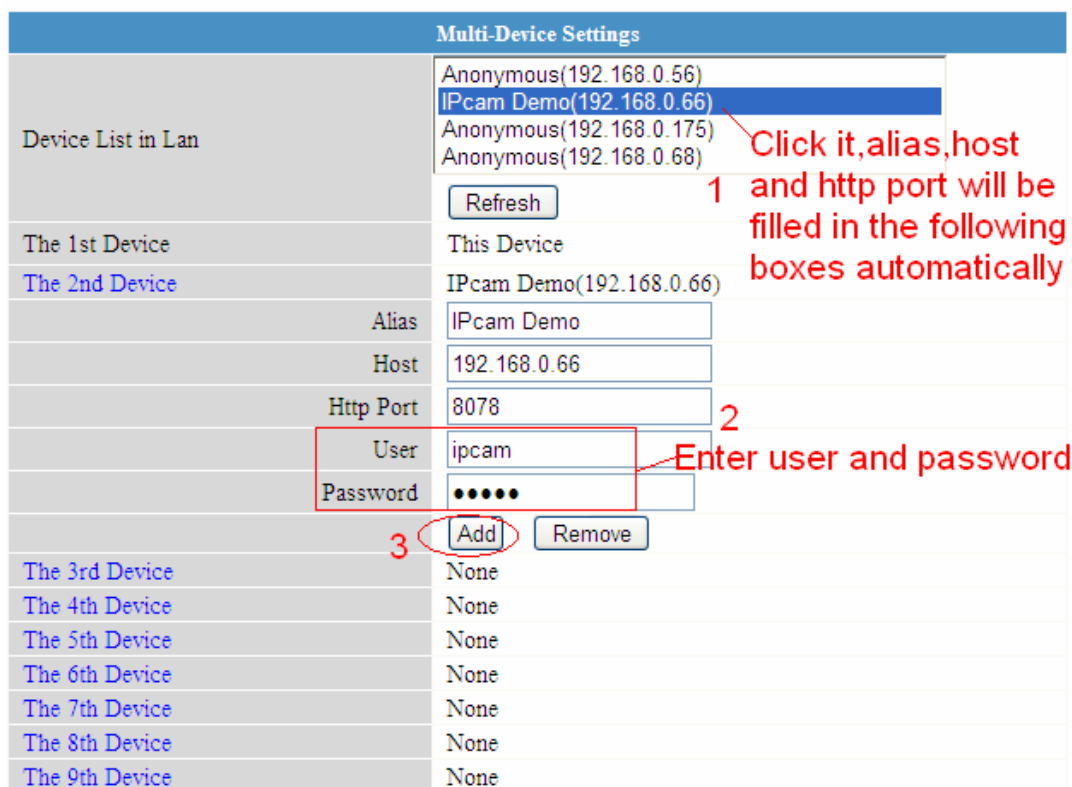 Multi-Device Settings
Device List in Lan
Anonymous(192.168.0.56)
IPcam Demo(192.168.0.66)
Anonymous(192.168.0.175)
Anonymous(192.168.0.68)
Refresh
1
Click it,alias,host
and http port will be
filled in the following
boxes automatically
The 1st Device This Device
The 2nd Device IPcam Demo(192.168.0.66)
Alias IPcam Demo
Host 192.168.0.66
Http Port 8078
2
User ipcam
Enter user and password
Password •••••
3
Add Remove
The 3rd Device None
The 4th Device None
The 5th Device None
The 6th Device None
The 7th Device None
The 8th Device None
The 9th Device None